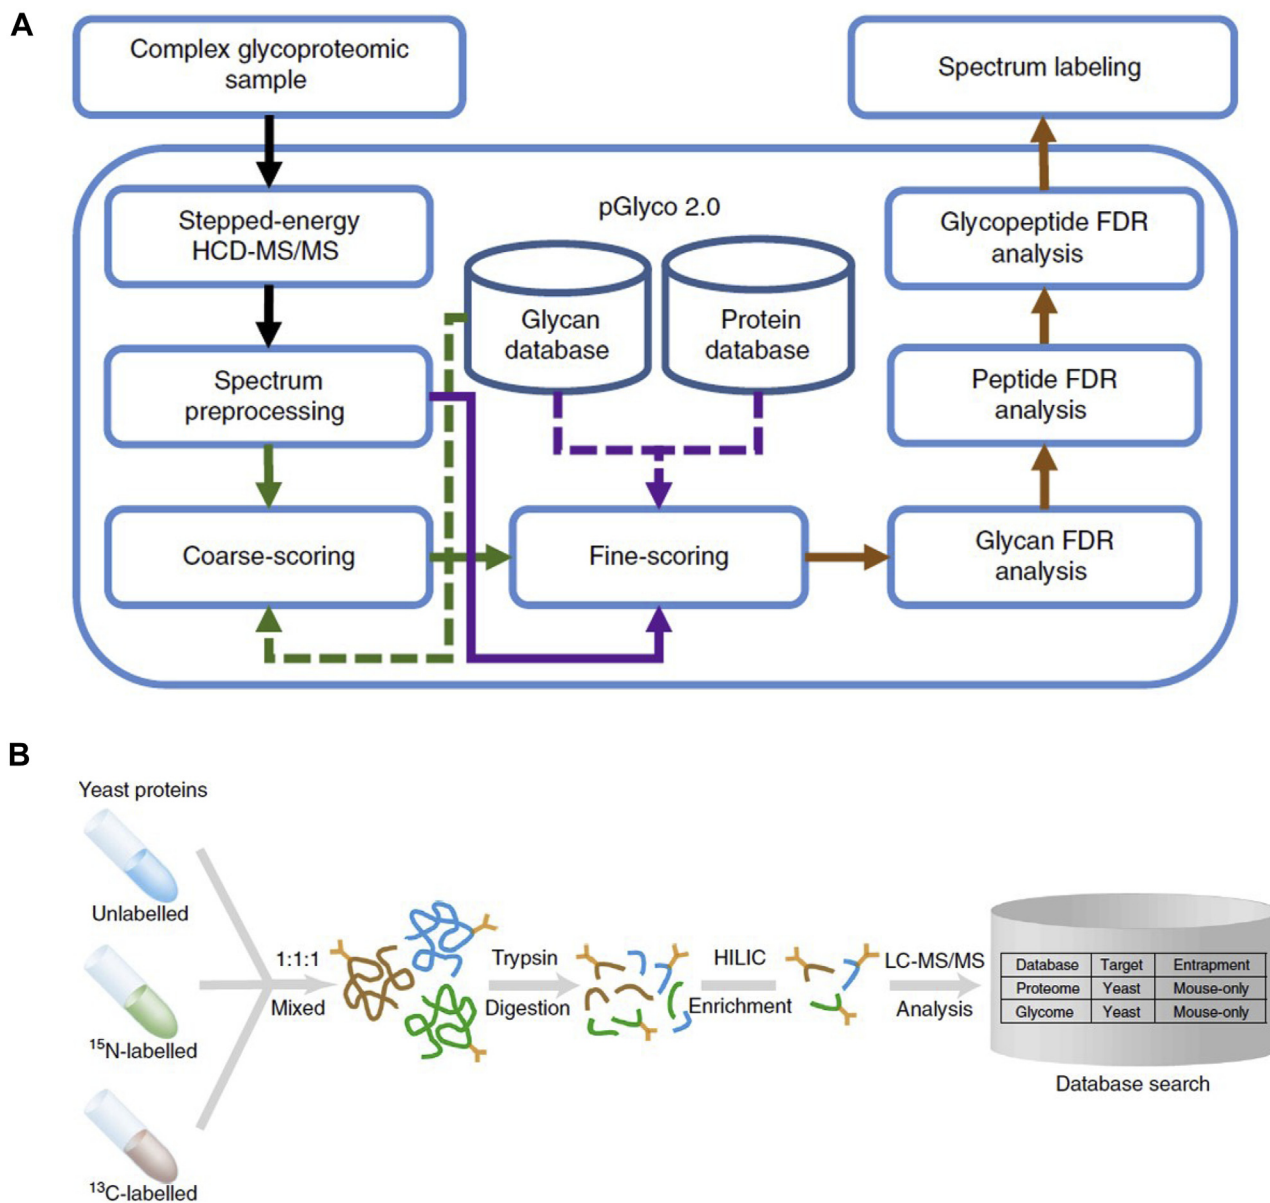 A
Complex glycoproteomic
sample
Spectrum labeling
Stepped-energy
HCD-MS/MS
pGlyco 2.0
Glycopeptide FDR
analysis
Glycan
database
Protein
database
Spectrum
preprocessing
Peptide FDR
analysis
Coarse-scoring
Fine-scoring
Glycan FDR
analysis
B
Yeast proteins
Unlabelled
¹⁵N-labelled
¹³C-labelled
1:1:1
Mixed
Trypsin
Digestion
HILIC
Enrichment
LC-MS/MS
Analysis
Database Target Entrapment
Proteome Yeast Mouse-only
Glycome Yeast Mouse-only
Database search